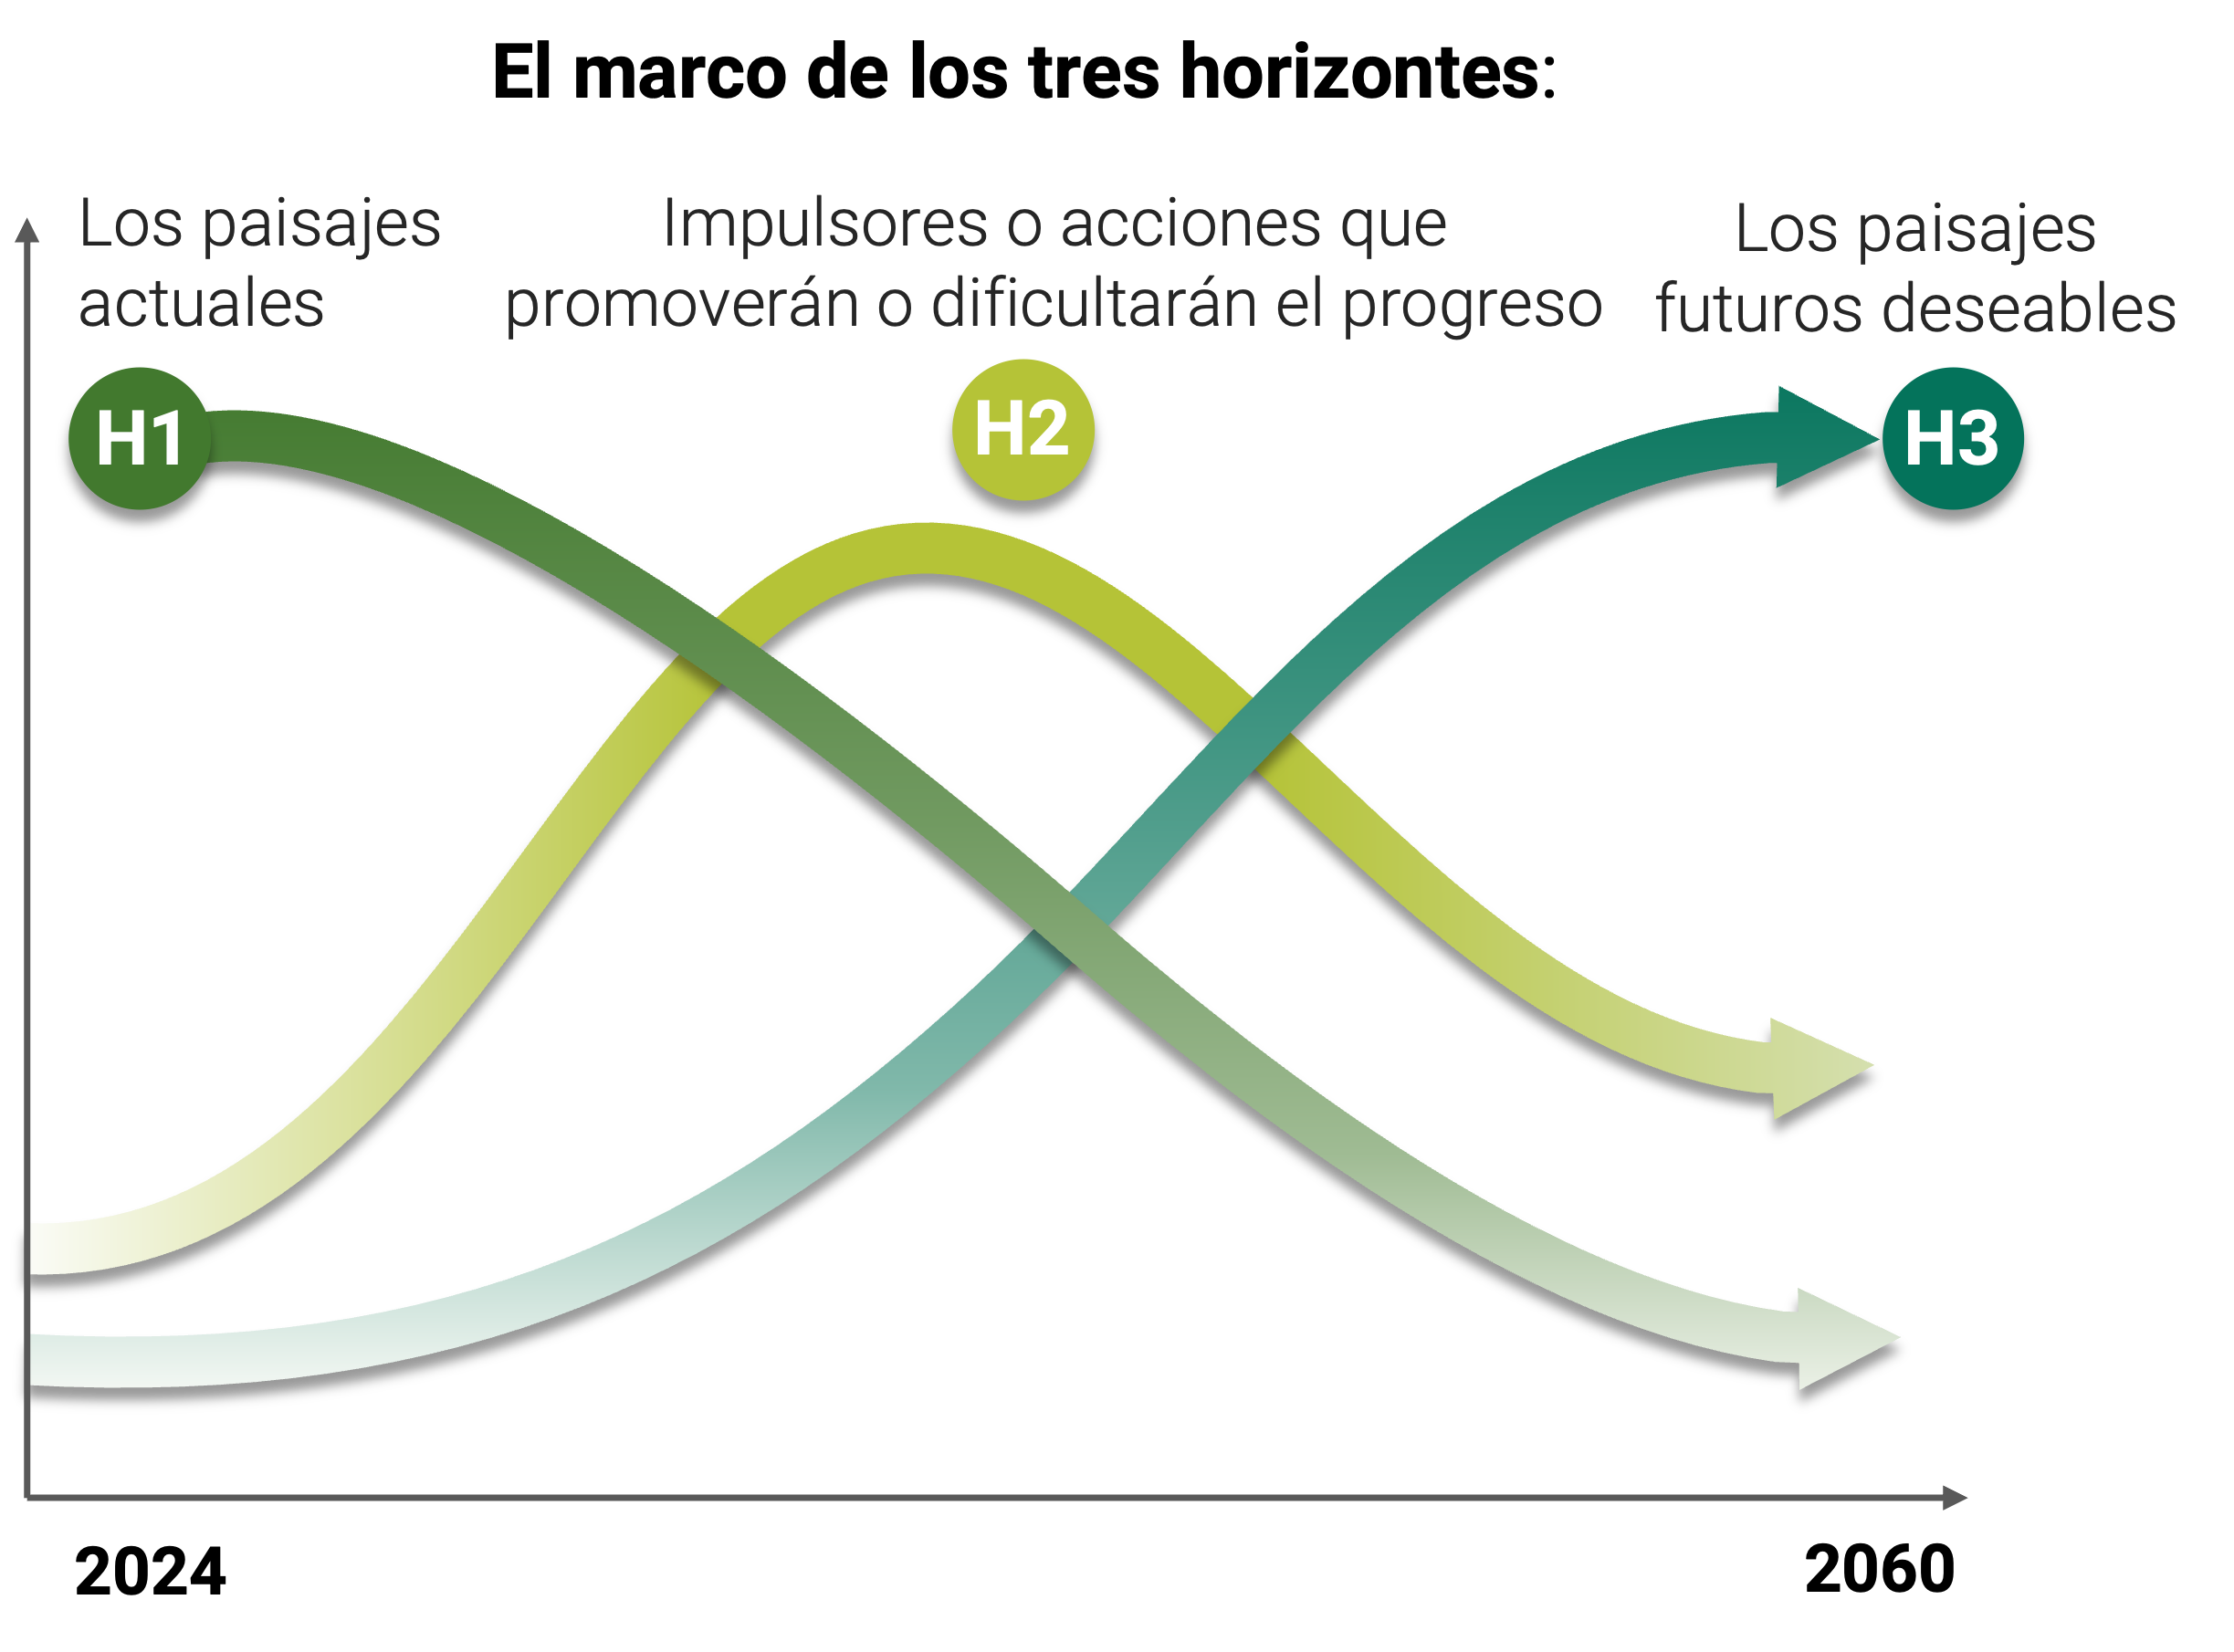 El marco de los tres horizontes:
Los paisajes
actuales
Impulsores o acciones que
promoverán o dificultarán el progreso
Los paisajes
futuros deseables
H1
H2
H3
2024
2060